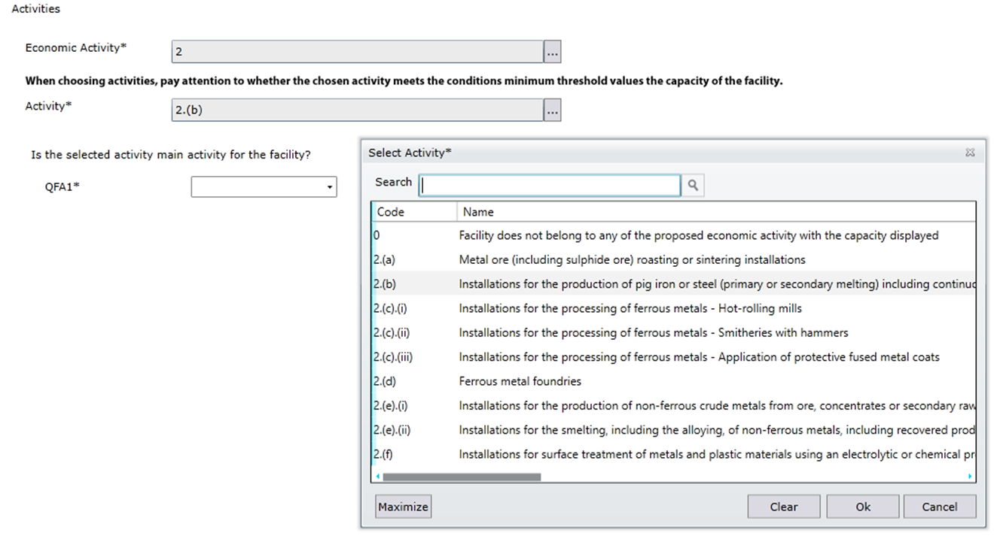 Activities
Economic Activity* 2 ...
When choosing activities, pay attention to whether the chosen activity meets the conditions minimum threshold values the capacity of the facility.
Activity* 2.(b) ...
Is the selected activity main activity for the facility?
QFA1*
Select Activity*
Search
Code Name
0 Facility does not belong to any of the proposed economic activity with the capacity displayed
2.(a) Metal ore (including sulphide ore) roasting or sintering installations
2.(b) Installations for the production of pig iron or steel (primary or secondary melting) including
2.(c).(i) Installations for the processing of ferrous metals - Hot-rolling mills
2.(c).(ii) Installations for the processing of ferrous metals - Smitheries with hammers
2.(c).(iii) Installations for the processing of ferrous metals - Application of protective fused metal coats
2.(d) Ferrous metal foundries
2.(e).(i) Installations for the production of non-ferrous crude metals from ore, concentrates or secondary raw
2.(e).(ii) Installations for the smelting, including the alloying, of non-ferrous metals, including recovered prod
2.(f) Installations for surface treatment of metals and plastic materials using an electrolytic or chemical pr
Maximize Clear Ok Cancel